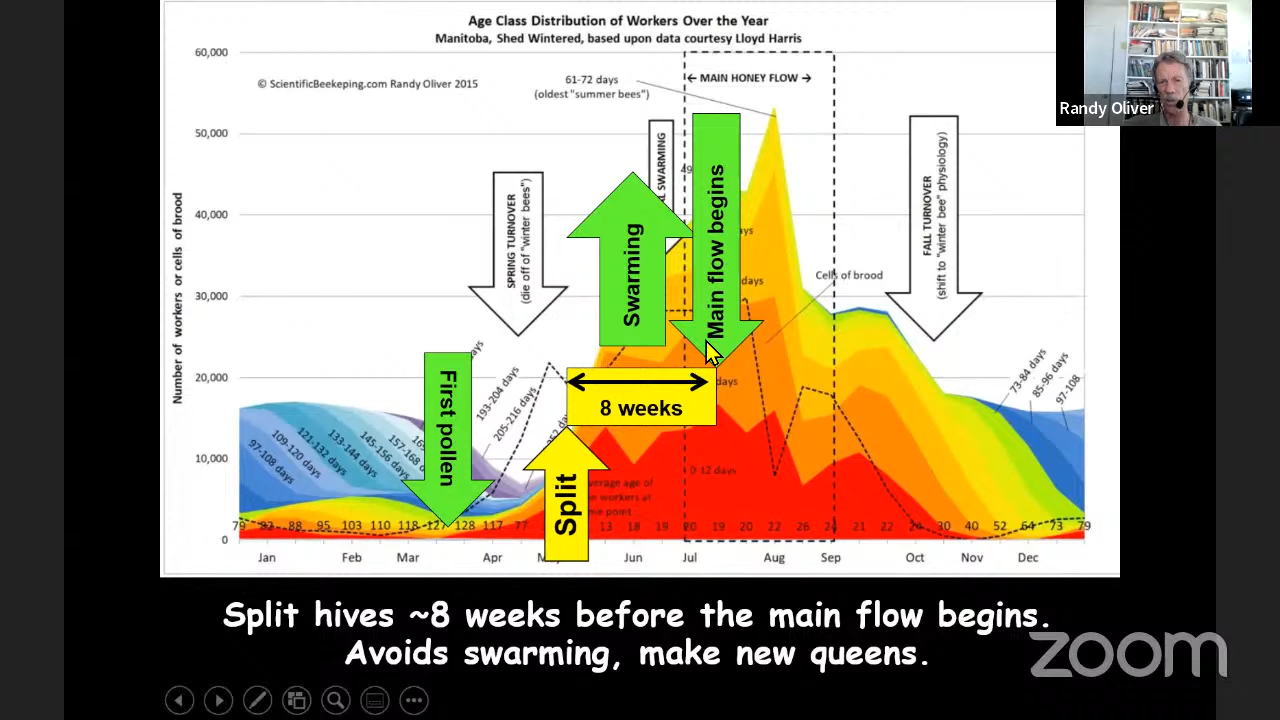 Age Class Distribution of Workers Over the Year
Manitoba, Shed Wintered, based upon data courtesy Lloyd Harris
© ScientificBeekeeping.com Randy Oliver 2015
61-72 days
(oldest "summer bees")
← MAIN HONEY FLOW →
Randy Oliver
Number of workers or cells of brood
60,000
50,000
40,000
30,000
20,000
10,000
0
SPRING TURNOVER
(die off of "winter bees")
SWARMING
Swarming
Main flow begins
FALL TURNOVER
(shift to "winter bee" physiology)
Cells of brood
days
days
days
First pollen
8 weeks
Split
97-108 days
109-120 days
121-132 days
133-144 days
145-156 days
157-168
193-204 days
205-216 days
73-84 days
85-96 days
97-108
0-12 days
average age of
workers at
point
79 92 88 95 103 110 118 127 128 117 77 13 18 19 20 19 20 22 26 24 21 22 24 30 40 52 64 73 79
Jan Feb Mar Apr Jun Jul Aug Sep Oct Nov Dec
Split hives ~8 weeks before the main flow begins.
Avoids swarming, make new queens.
zoom